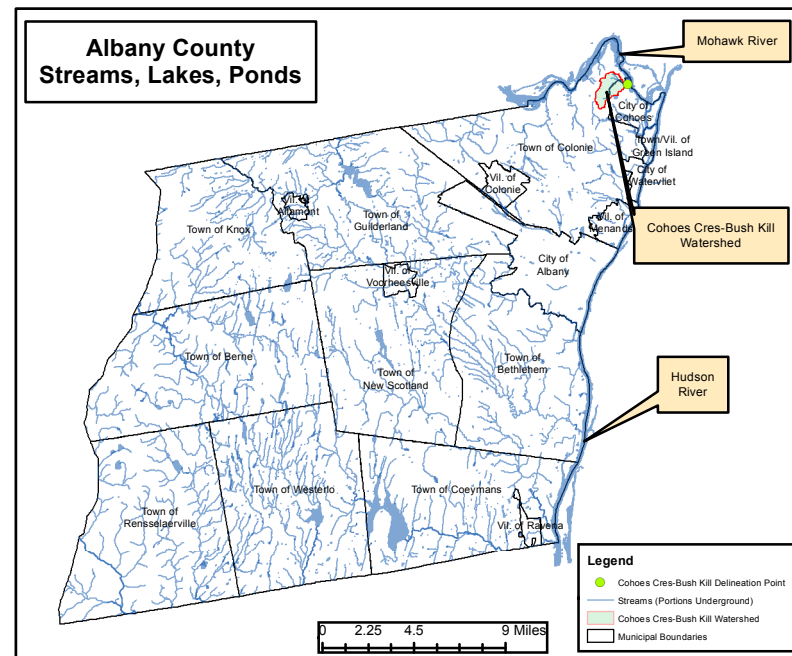 Albany County
Streams, Lakes, Ponds
Mohawk River
City of
Cohoes
Town of Colonie
Town/Vil. of
Green Island
City of
Watervliet
Vil. of
Colonie
Vil. of
Altamont
Town of Knox
Town of
Guilderland
Vil. of
Menands
Cohoes Cres-Bush Kill
Watershed
City of
Albany
Vil. of
Voorheesville
Town of Berne
Town of
New Scotland
Town of
Bethlehem
Hudson
River
Town of
Rensselaerville
Town of Westerlo
Town of Coeymans
Vil. of Ravena
Legend
Cohoes Cres-Bush Kill Delineation Point
Streams (Portions Underground)
Cohoes Cres-Bush Kill Watershed
Municipal Boundaries
0 2.25 4.5 9 Miles